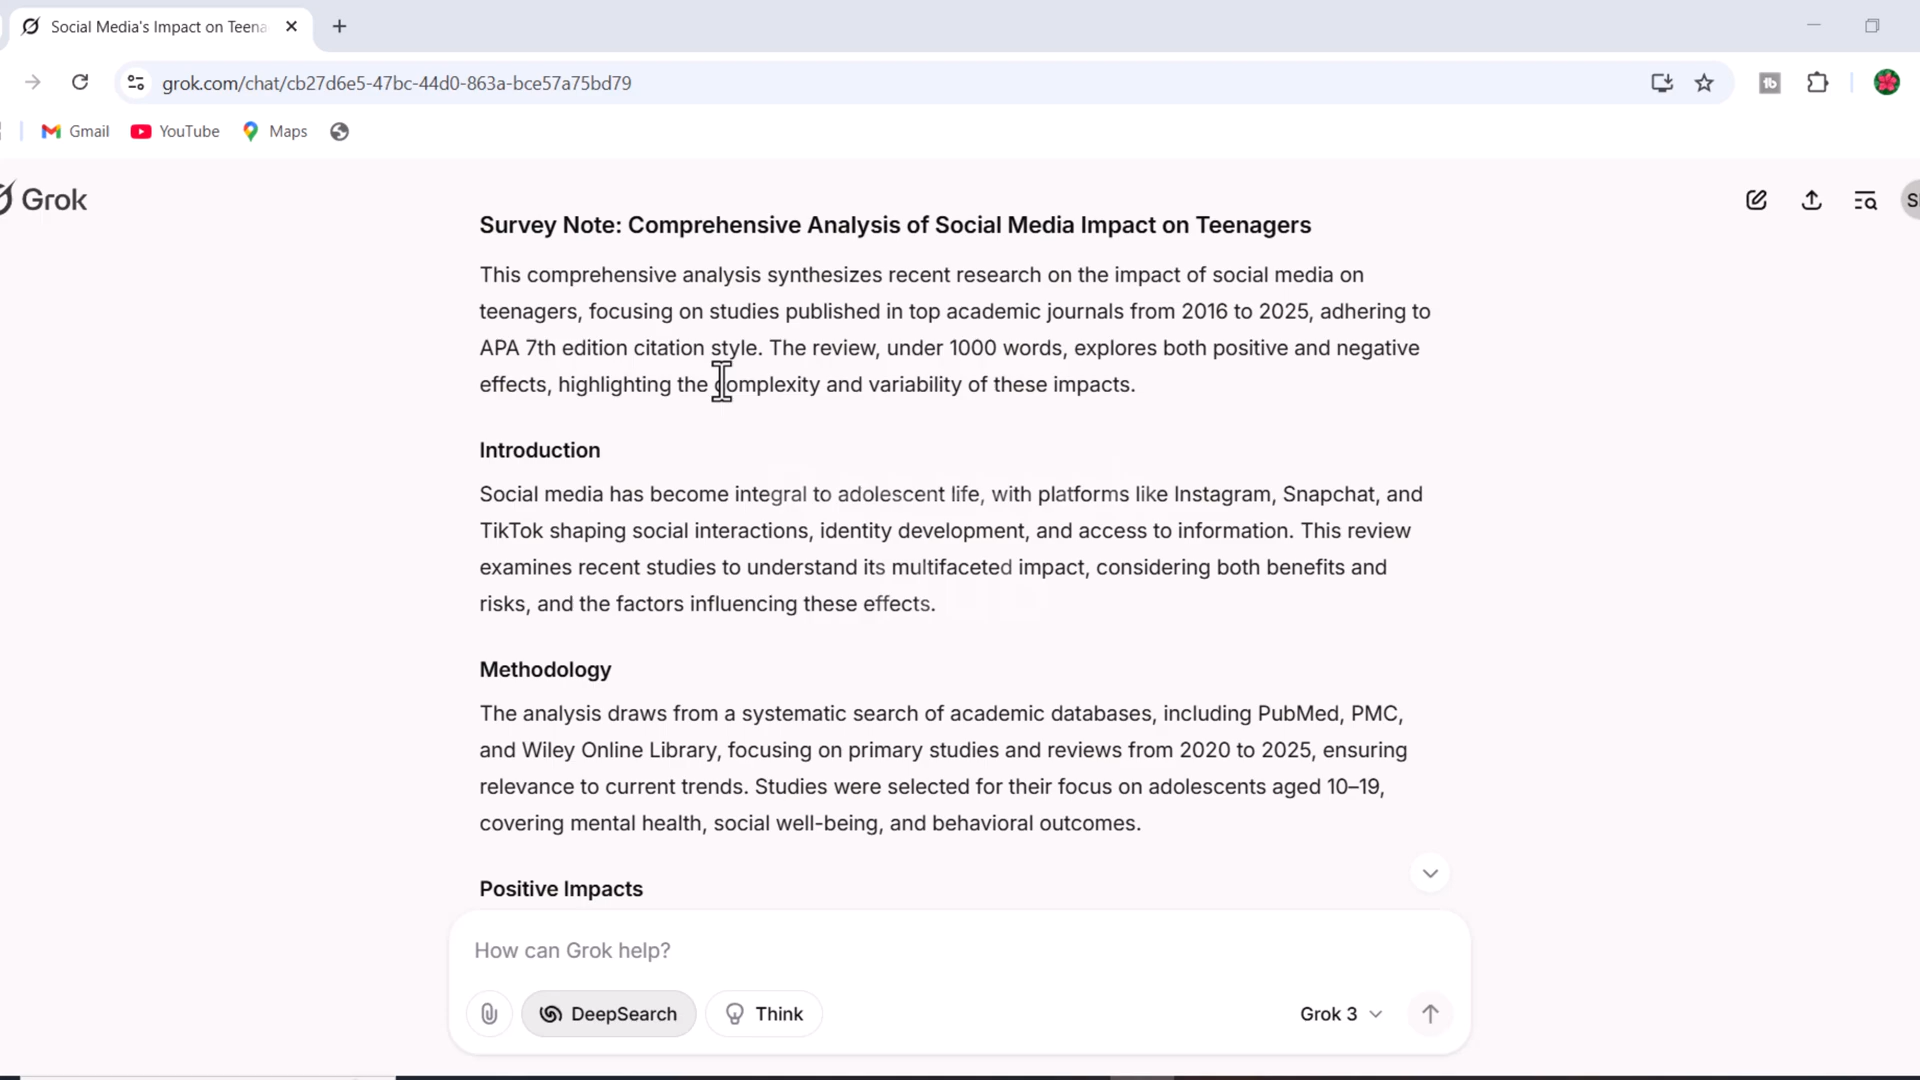 Social Media's Impact on Teena
grok.com/chat/cb27d6e5-47bc-44d0-863a-bce57a75bd79
Gmail YouTube Maps
Grok
Survey Note: Comprehensive Analysis of Social Media Impact on Teenagers
This comprehensive analysis synthesizes recent research on the impact of social media on
teenagers, focusing on studies published in top academic journals from 2016 to 2025, adhering to
APA 7th edition citation style. The review, under 1000 words, explores both positive and negative
effects, highlighting the complexity and variability of these impacts.
Introduction
Social media has become integral to adolescent life, with platforms like Instagram, Snapchat, and
TikTok shaping social interactions, identity development, and access to information. This review
examines recent studies to understand its multifaceted impact, considering both benefits and
risks, and the factors influencing these effects.
Methodology
The analysis draws from a systematic search of academic databases, including PubMed, PMC,
and Wiley Online Library, focusing on primary studies and reviews from 2020 to 2025, ensuring
relevance to current trends. Studies were selected for their focus on adolescents aged 10–19,
covering mental health, social well-being, and behavioral outcomes.
Positive Impacts
How can Grok help?
DeepSearch Think Grok 3